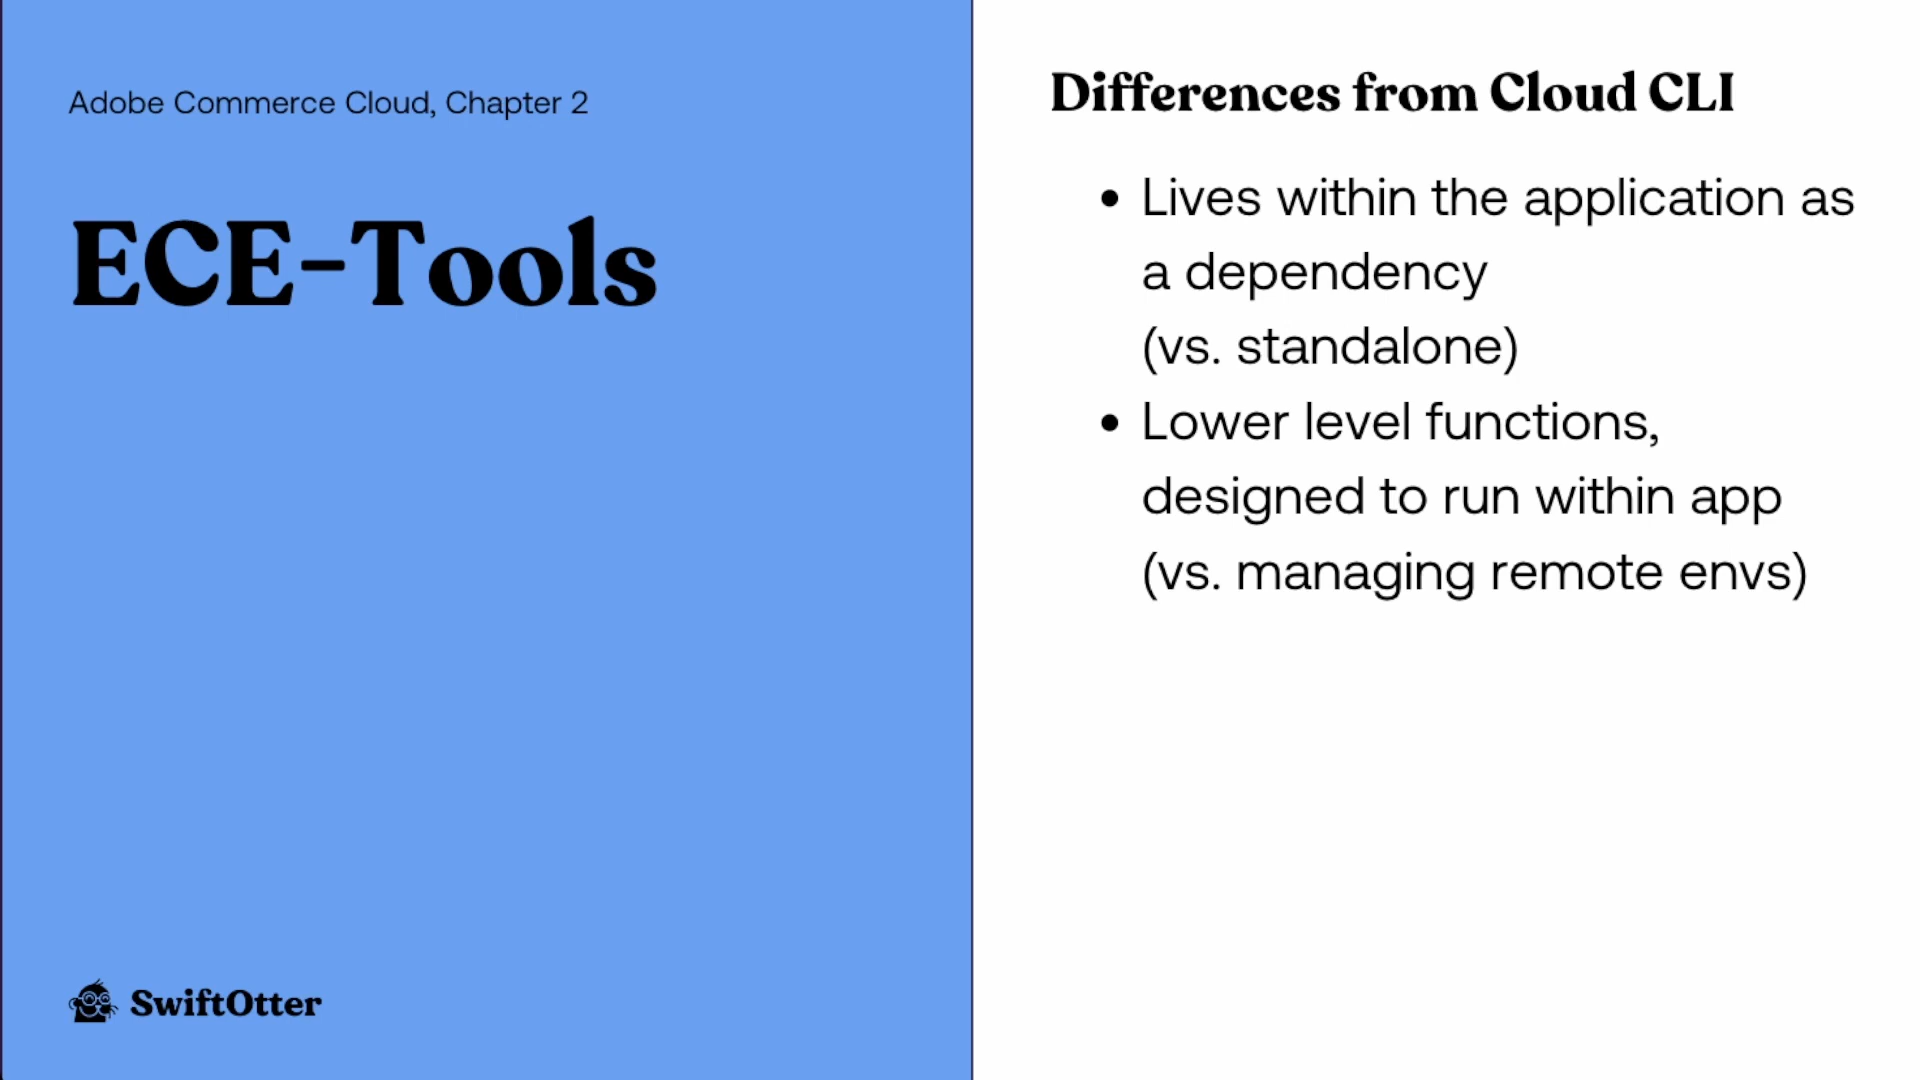 Adobe Commerce Cloud, Chapter 2
ECE-Tools
SwiftOtter
Differences from Cloud CLI
• Lives within the application as
a dependency
(vs. standalone)
• Lower level functions,
designed to run within app
(vs. managing remote envs)